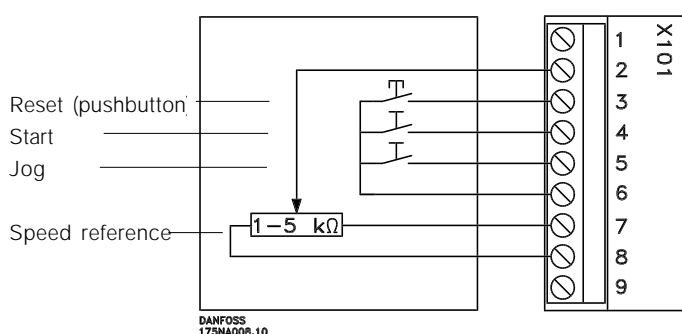 Reset (pushbutton)
Start
Jog
Speed reference
1-5 kΩ
X101
1
2
3
4
5
6
7
8
9
DANFOSS
175NA008.10